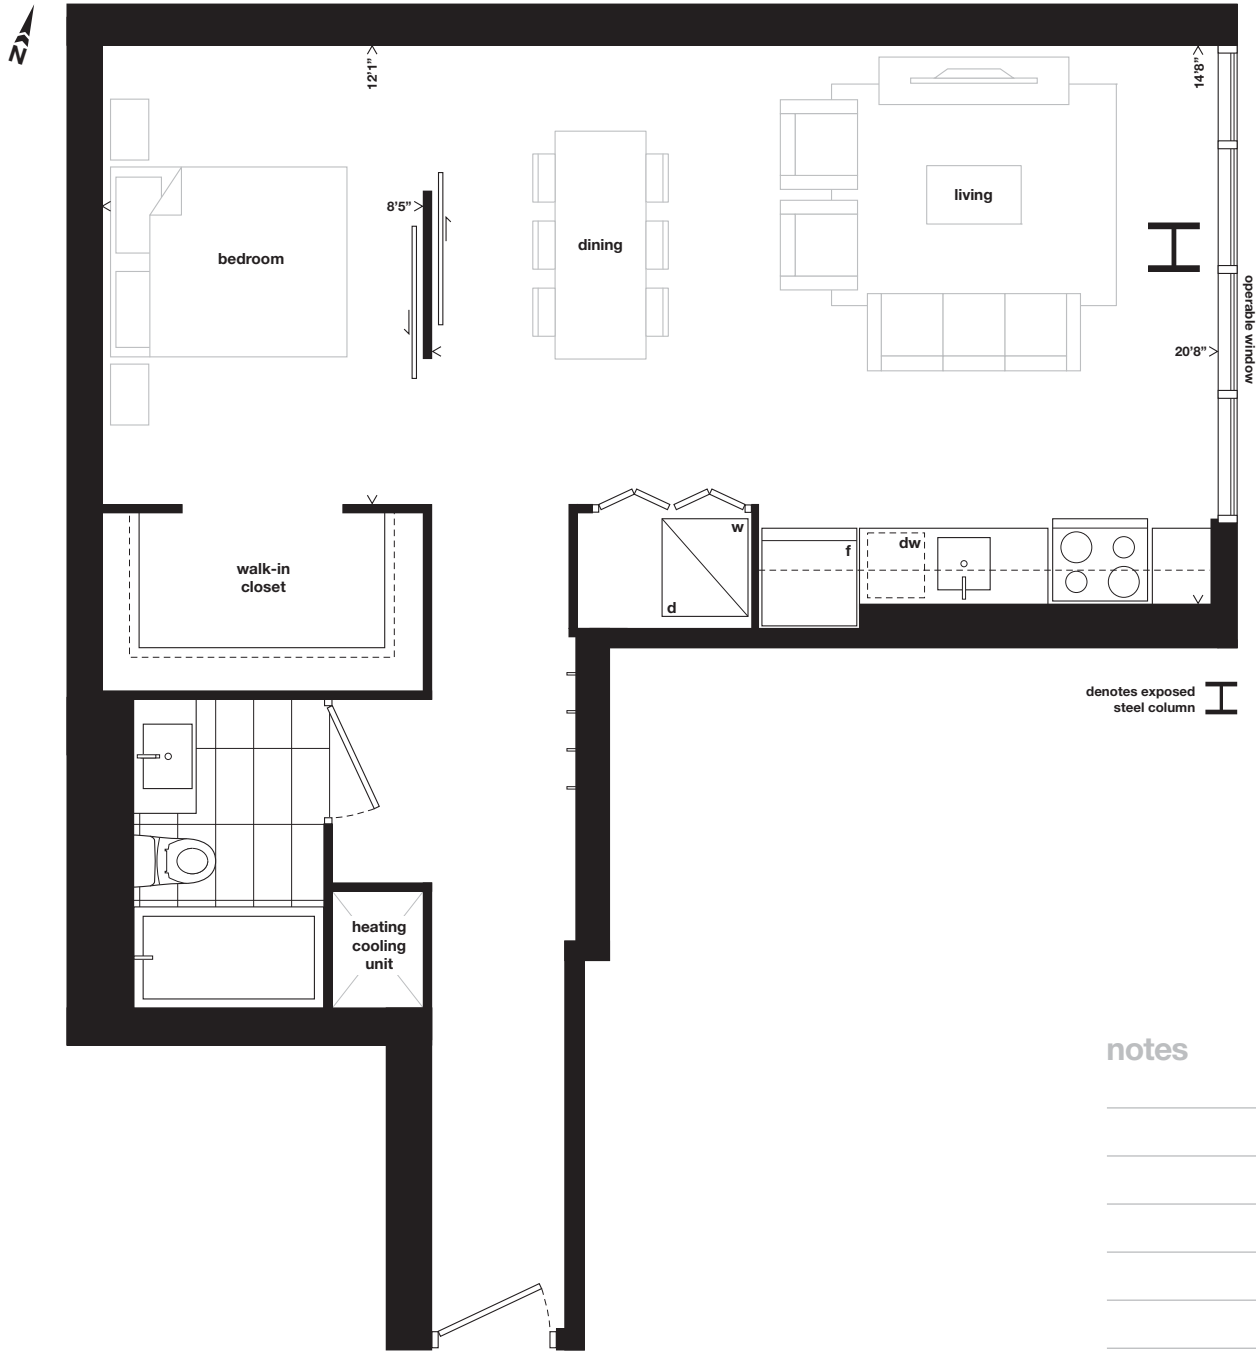 N
12'1"
14'8"
8'5"
living
bedroom
dining
operable window
20'8"
w
f
dw
d
walk-in
closet
denotes exposed
steel column
heating
cooling
unit
notes